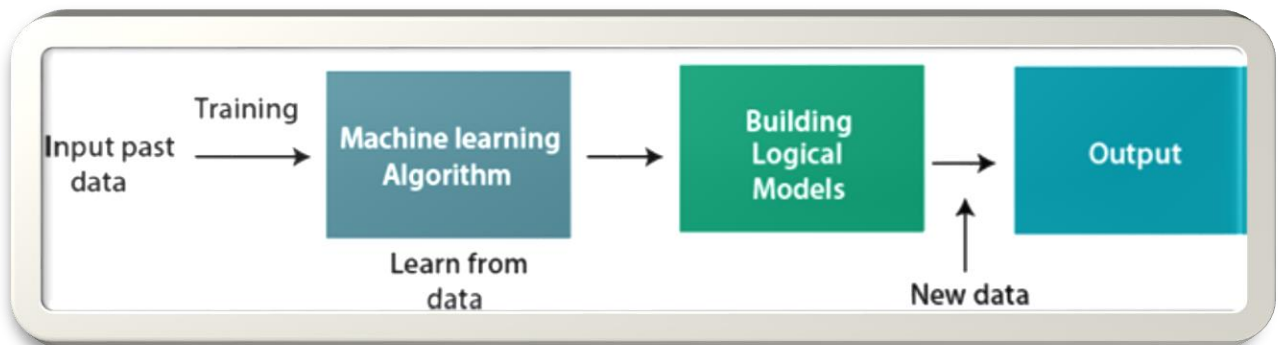 Input past
data
Training
Machine learning
Algorithm
Learn from
data
Building
Logical
Models
New data
Output